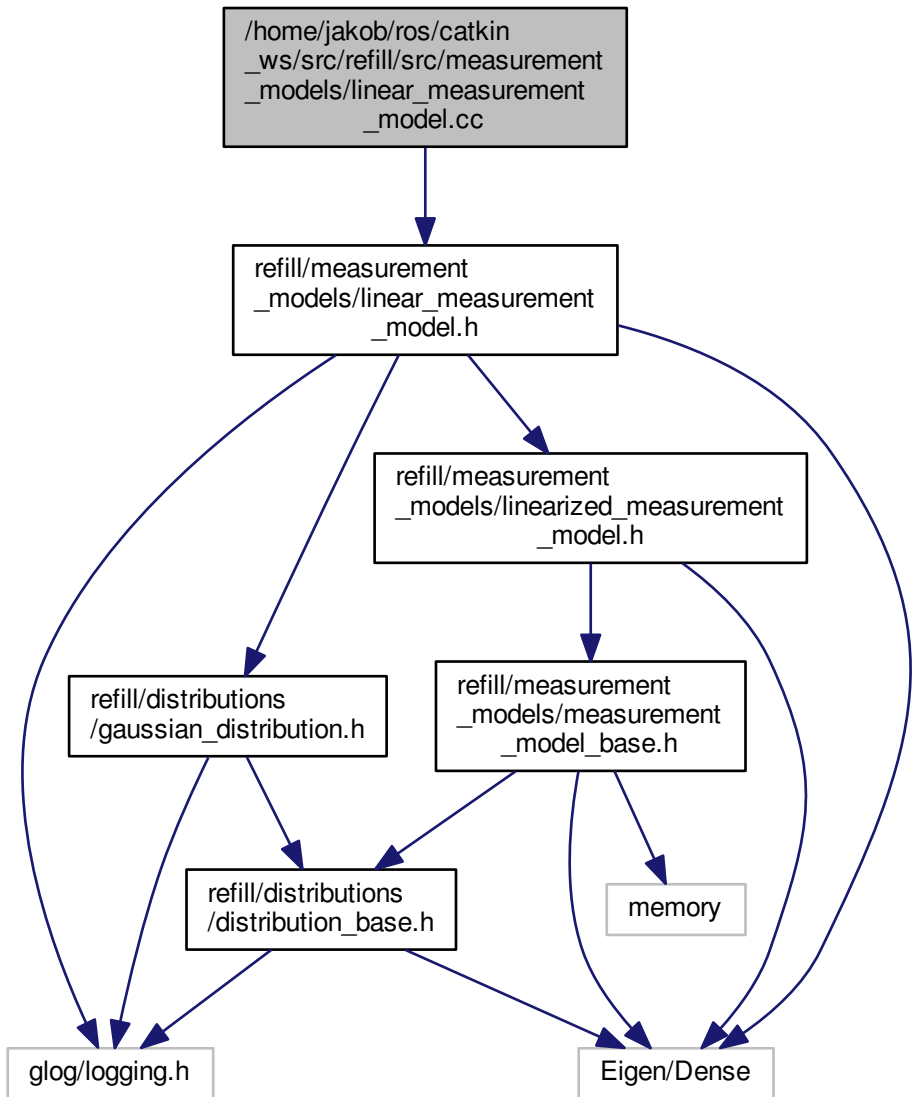 /home/jakob/ros/catkin
_ws/src/refill/src/measurement
_models/linear_measurement
_model.cc
refill/measurement
_models/linear_measurement
_model.h
refill/measurement
_models/linearized_measurement
_model.h
refill/measurement
_models/measurement
_model_base.h
refill/distributions
/gaussian_distribution.h
refill/distributions
/distribution_base.h
memory
glog/logging.h
Eigen/Dense